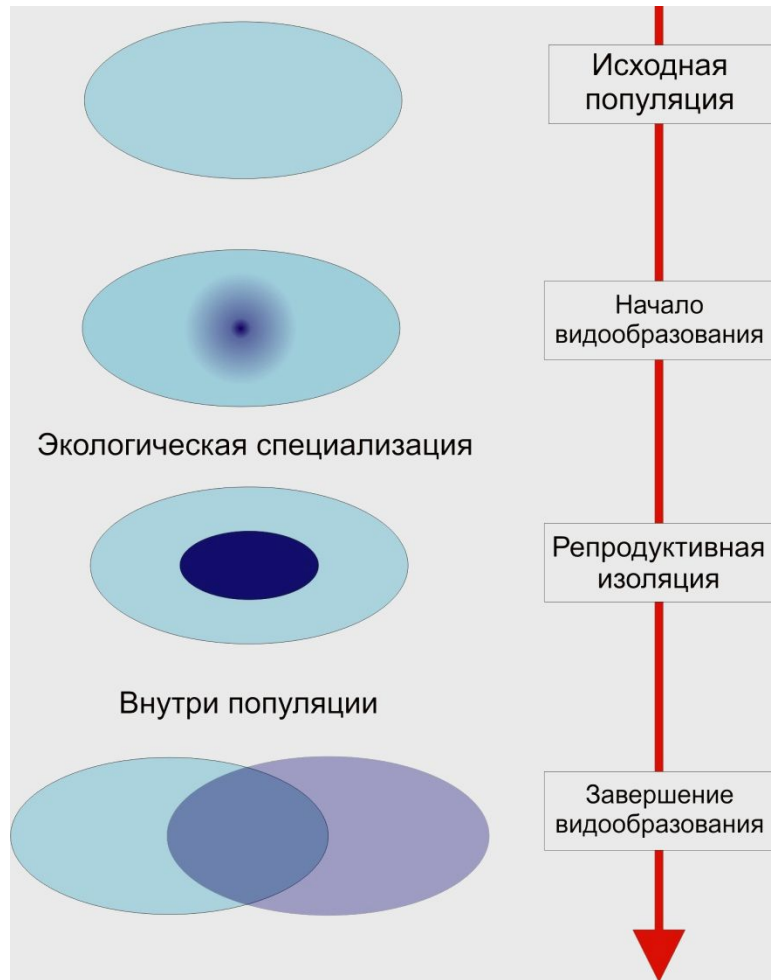 Исходная
популяция
Начало
видообразования
Экологическая специализация
Репродуктивная
изоляция
Внутри популяции
Завершение
видообразования